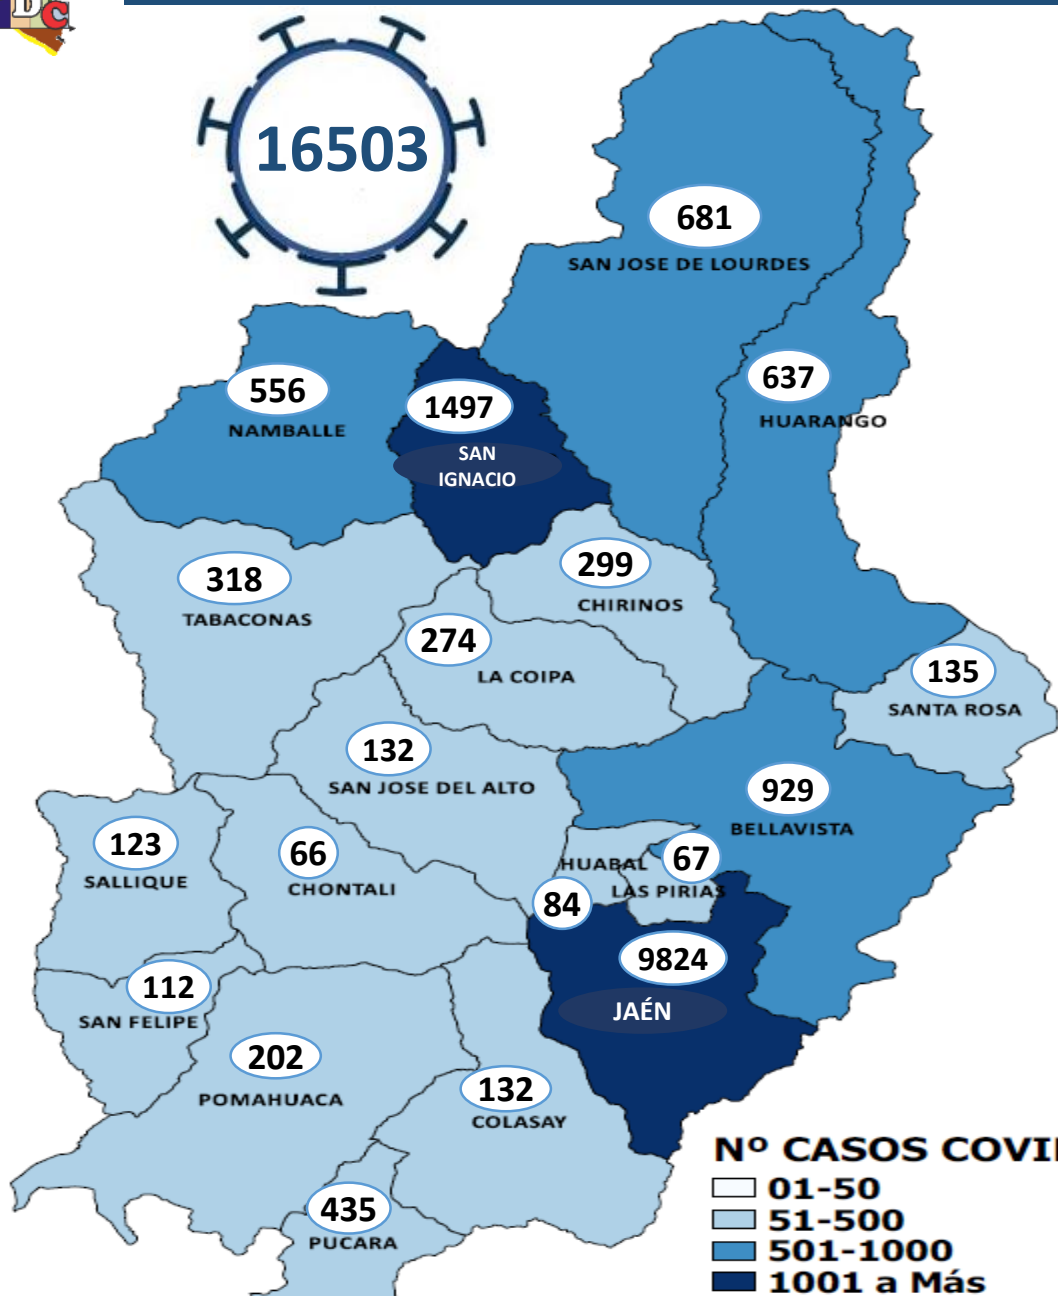 DC
16503
681
SAN JOSE DE LOURDES
637
HUARANGO
556
NAMBALLE
1497
SAN
IGNACIO
318
TABACONAS
299
CHIRINOS
274
LA COIPA
135
SANTA ROSA
132
SAN JOSE DEL ALTO
929
BELLAVISTA
123
SALLIQUE
66
CHONTALI
HUABAL
67
LAS PIRIAS
84
9824
JAÉN
112
SAN FELIPE
202
POMAHUACA
132
COLASAY
435
PUCARA
Nº CASOS COVI
01-50
51-500
501-1000
1001 a Más